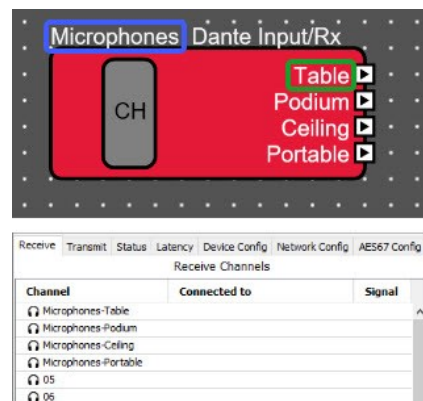 Microphones Dante Input/Rx
CH
Table
Podium
Ceiling
Portable
Receive Transmit Status Latency Device Config Network Config AES67 Config
Receive Channels
Channel Connected to Signal
Microphones-Table
Microphones-Podium
Microphones-Ceiling
Microphones-Portable
05
06